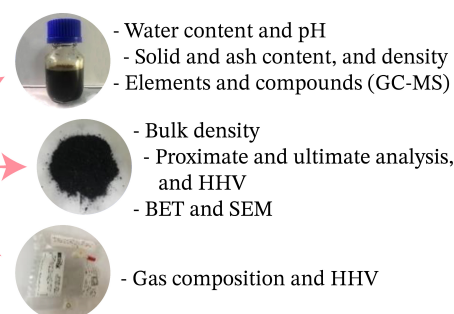 - Water content and pH
- Solid and ash content, and density
- Elements and compounds (GC-MS)
- Bulk density
- Proximate and ultimate analysis,
and HHV
- BET and SEM
- Gas composition and HHV